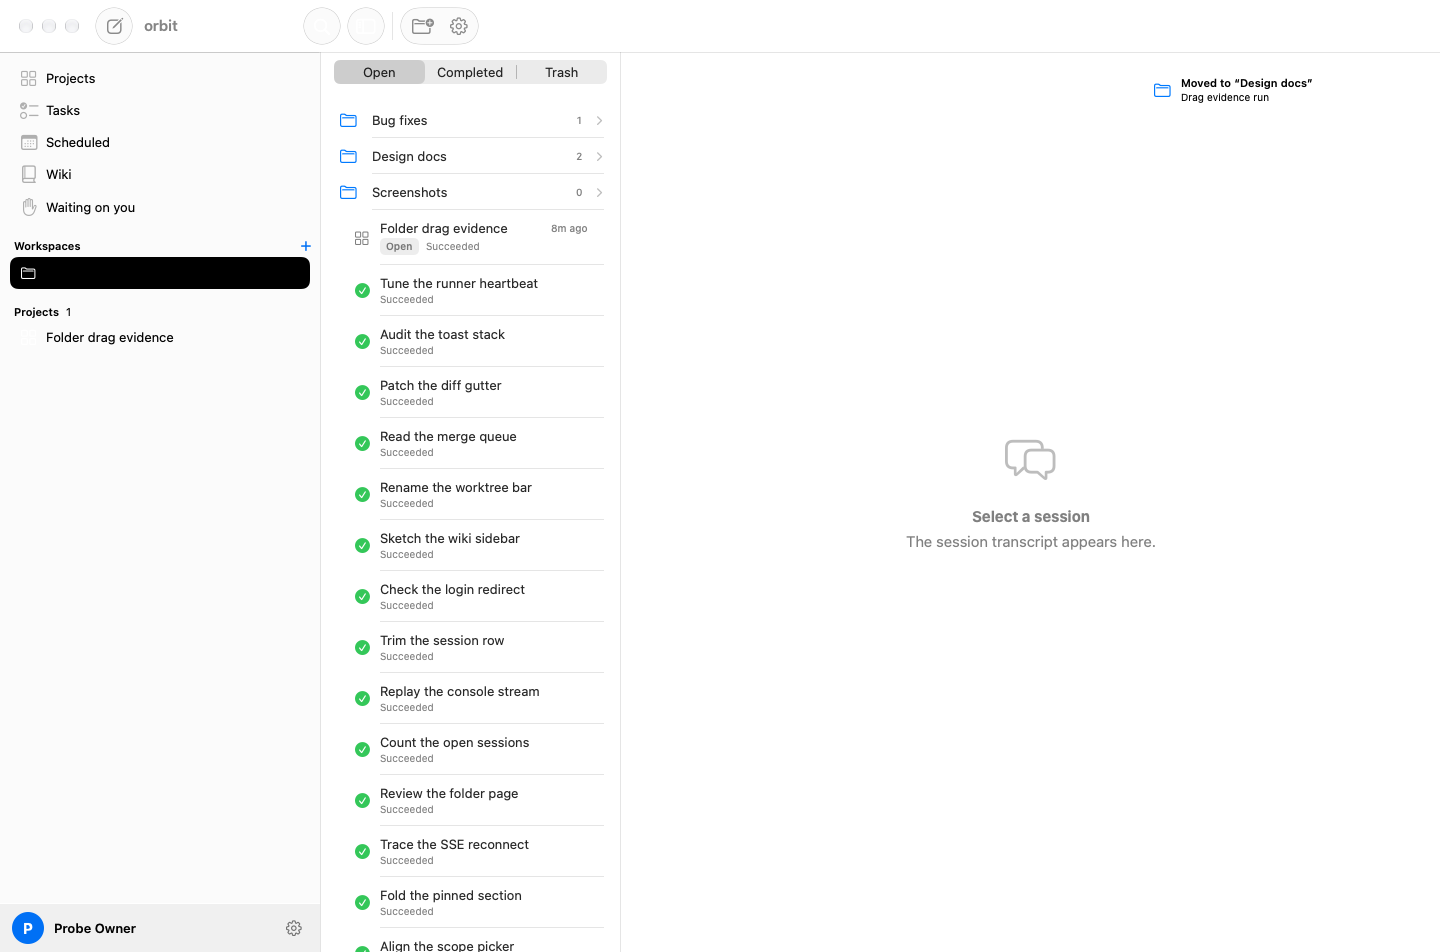 orbit
Projects
Tasks
Scheduled
Wiki
Waiting on you
Workspaces
Projects 1
Folder drag evidence
P Probe Owner
Open Completed Trash
Bug fixes 1
Design docs 2
Screenshots 0
Folder drag evidence 8m ago
Open Succeeded
Tune the runner heartbeat
Succeeded
Audit the toast stack
Succeeded
Patch the diff gutter
Succeeded
Read the merge queue
Succeeded
Rename the worktree bar
Succeeded
Sketch the wiki sidebar
Succeeded
Check the login redirect
Succeeded
Trim the session row
Succeeded
Replay the console stream
Succeeded
Count the open sessions
Succeeded
Review the folder page
Succeeded
Trace the SSE reconnect
Succeeded
Fold the pinned section
Succeeded
Align the scope picker
Moved to “Design docs”
Drag evidence run
Select a session
The session transcript appears here.